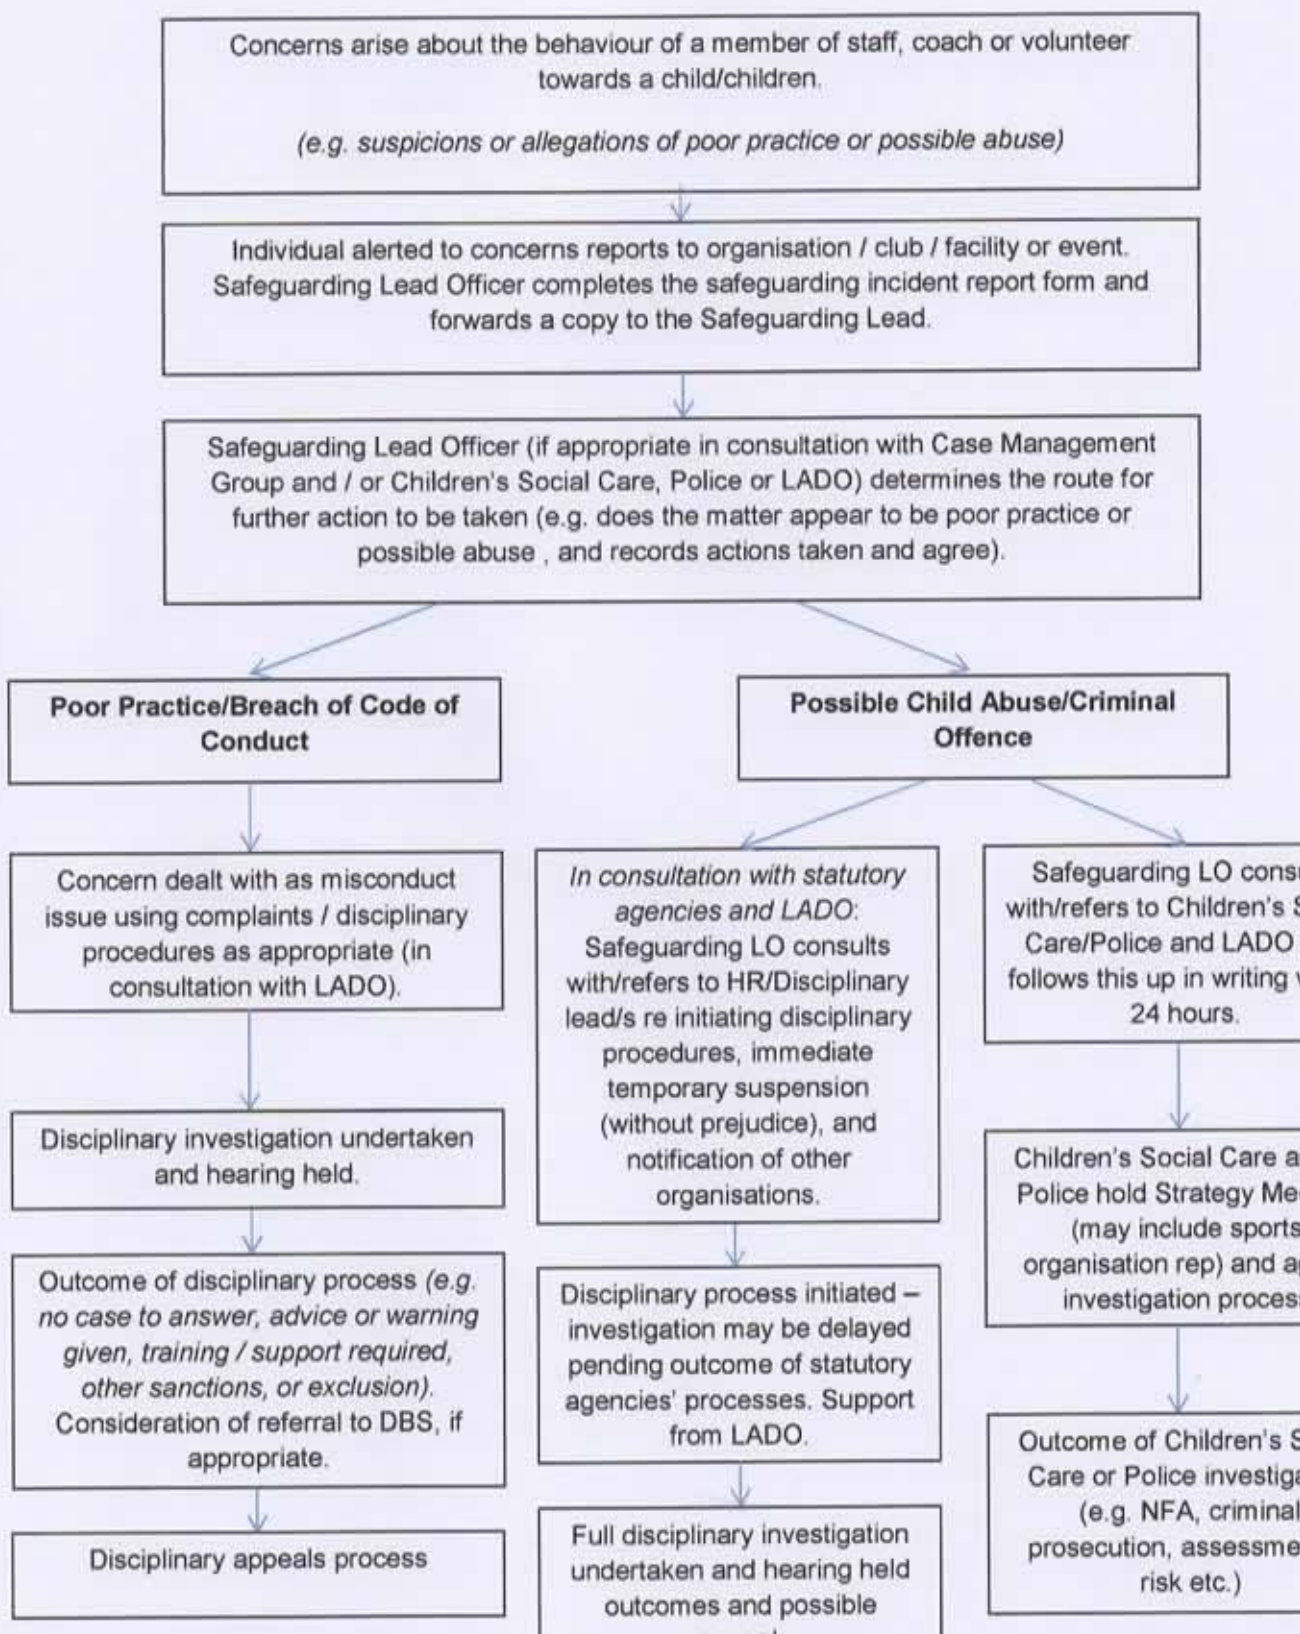 Concerns arise about the behaviour of a member of staff, coach or volunteer
towards a child/children.
(e.g. suspicions or allegations of poor practice or possible abuse)
Individual alerted to concerns reports to organisation / club / facility or event.
Safeguarding Lead Officer completes the safeguarding incident report form and
forwards a copy to the Safeguarding Lead.
Safeguarding Lead Officer (if appropriate in consultation with Case Management
Group and / or Children's Social Care, Police or LADO) determines the route for
further action to be taken (e.g. does the matter appear to be poor practice or
possible abuse , and records actions taken and agree).
Poor Practice/Breach of Code of
Conduct
Possible Child Abuse/Criminal
Offence
Concern dealt with as misconduct
issue using complaints / disciplinary
procedures as appropriate (in
consultation with LADO).
Disciplinary investigation undertaken
and hearing held.
Outcome of disciplinary process (e.g.
no case to answer, advice or warning
given, training / support required,
other sanctions, or exclusion).
Consideration of referral to DBS, if
appropriate.
Disciplinary appeals process
In consultation with statutory
agencies and LADO:
Safeguarding LO consults
with/refers to HR/Disciplinary
lead/s re initiating disciplinary
procedures, immediate
temporary suspension
(without prejudice), and
notification of other
organisations.
Disciplinary process initiated –
investigation may be delayed
pending outcome of statutory
agencies' processes. Support
from LADO.
Full disciplinary investigation
undertaken and hearing held
outcomes and possible
Safeguarding LO
with/refers to Children's
Care/Police and LADO
follows this up in writing
24 hours.
Children's Social Care
Police hold Strategy
(may include sports
organisation rep) and
investigation
Outcome of Children's
Care or Police
(e.g. NFA, criminal
prosecution,
risk etc.)